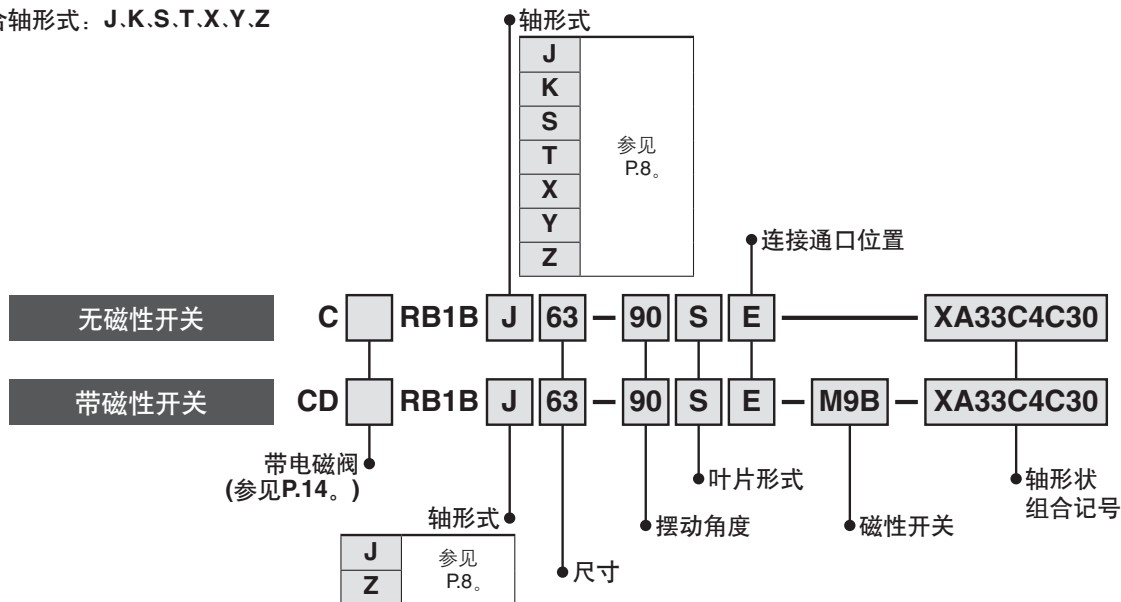 轴形式：J、K、S、T、X、Y、Z
轴形式
J
K
S
T
X
Y
Z
参见
P.8。
连接通口位置
无磁性开关
C RB1B J 63 — 90 S E — XA33C4C30
带磁性开关
CD RB1B J 63 — 90 S E — M9B — XA33C4C30
带电磁阀
(参见P.14。)
轴形式
J
Z
参见
P.8。
尺寸
摆动角度
叶片形式
磁性开关
轴形状
组合记号